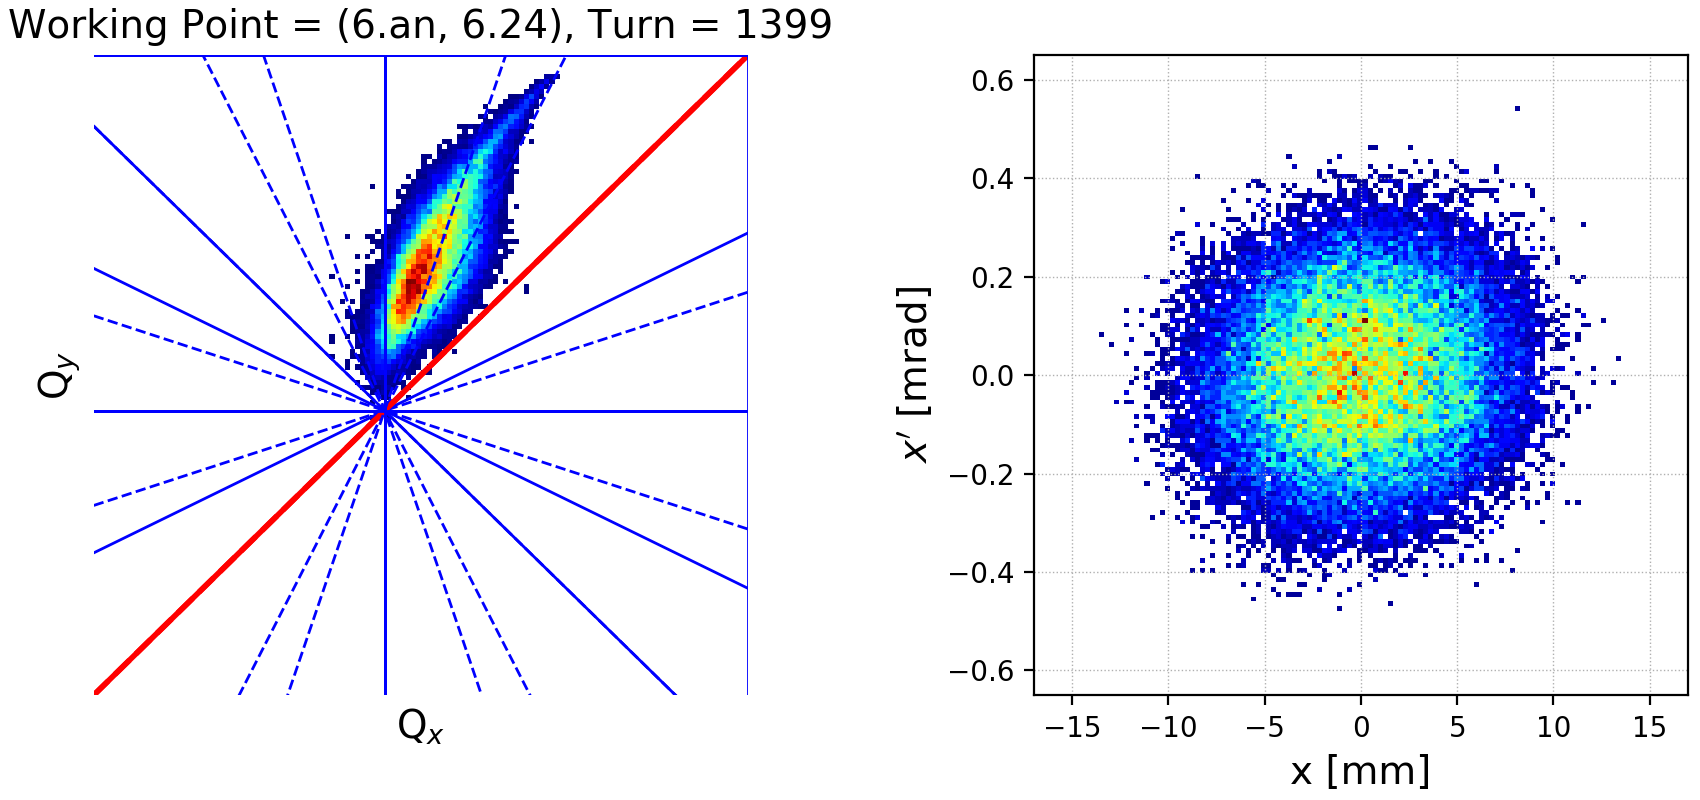 Working Point = (6.an, 6.24), Turn = 1399
Qy
Qx
0.6
0.4
0.2
0.0
−0.2
−0.4
−0.6
x′ [mrad]
−15 −10 −5 0 5 10 15
x [mm]